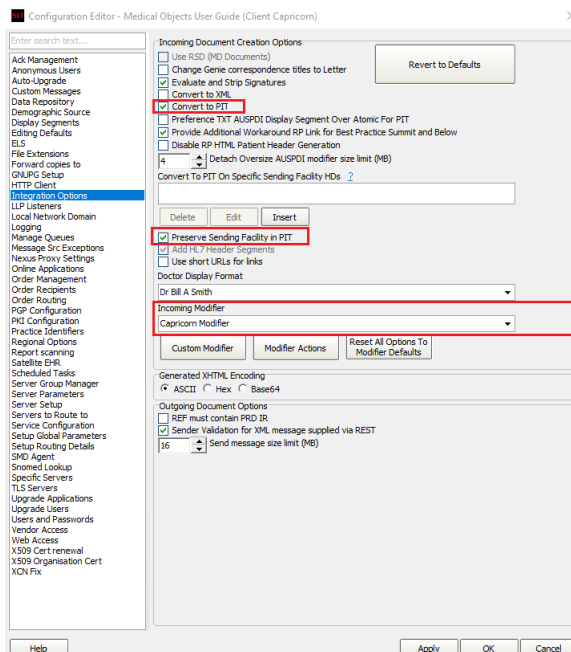 Configuration Editor - Medical Objects User Guide (Client Capricorn)
Enter search text...
Ack Management
Anonymous Users
Auto-Upgrade
Custom Messages
Data Repository
Demographic Source
Display Segments
Editing Defaults
ELS
File Extensions
Forward copies to
GNUPG Setup
HTTP Client
Integration Options
LLP Listeners
Local Network Domain
Logging
Manage Queues
Message Src Exceptions
Nexus Proxy Settings
Online Applications
Order Management
Order Recipients
Order Routing
PGP Configuration
PKI Configuration
Practice Identifiers
Regional Options
Report scanning
Satellite EHR
Scheduled Tasks
Server Group Manager
Server Parameters
Server Setup
Servers to Route to
Service Configuration
Setup Global Parameters
Setup Routing Details
SMD Agent
Snomed Lookup
Specific Servers
TLS Servers
Upgrade Applications
Upgrade Users
Users and Passwords
Vendor Access
Web Access
X509 Cert renewal
X509 Organisation Cert
XCN Fix
Incoming Document Creation Options
Use RSD (MD Documents)
Change Genie correspondence titles to Letter
Revert to Defaults
Evaluate and Strip Signatures
Convert to XML
Convert to PIT
Preference TXT AUSPDI Display Segment Over Atomic For PIT
Provide Additional Workaround RP Link for Best Practice Summit and Below
Disable RP HTML Patient Header Generation
4 Detach Oversize AUSPDI modifier size limit (MB)
Convert To PIT On Specific Sending Facility HDs ?
Delete Edit Insert
Preserve Sending Facility in PIT
Add HL7 Header Segments
Use short URLs for links
Doctor Display Format
Dr Bill A Smith
Incoming Modifier
Capricorn Modifier
Custom Modifier Modifier Actions Reset All Options To
Modifier Defaults
Generated XHTML Encoding
ASCII Hex Base64
Outgoing Document Options
REF must contain PRD IR
Sender Validation for XML message supplied via REST
16 Send message size limit (MB)
Help Apply OK Cancel